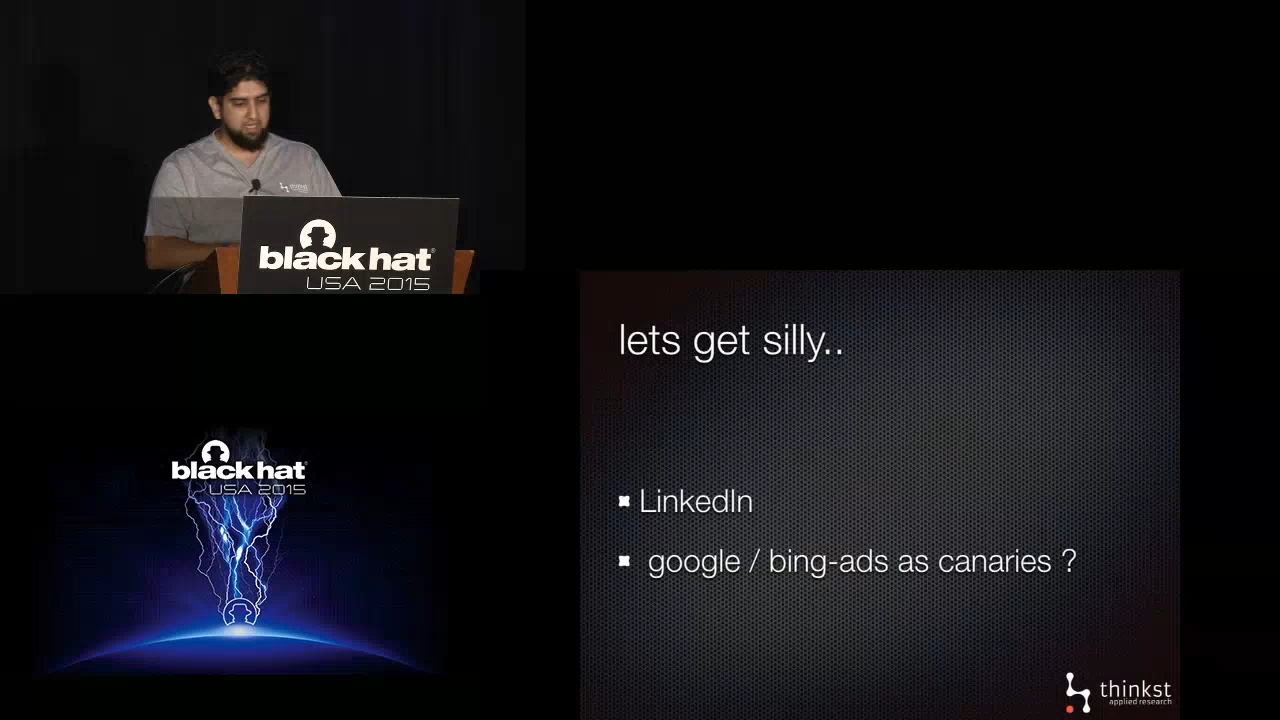 thinkst
black hat
USA 2015
lets get silly..
LinkedIn
google / bing-ads as canaries ?
black hat
USA 2015
thinkst
applied research